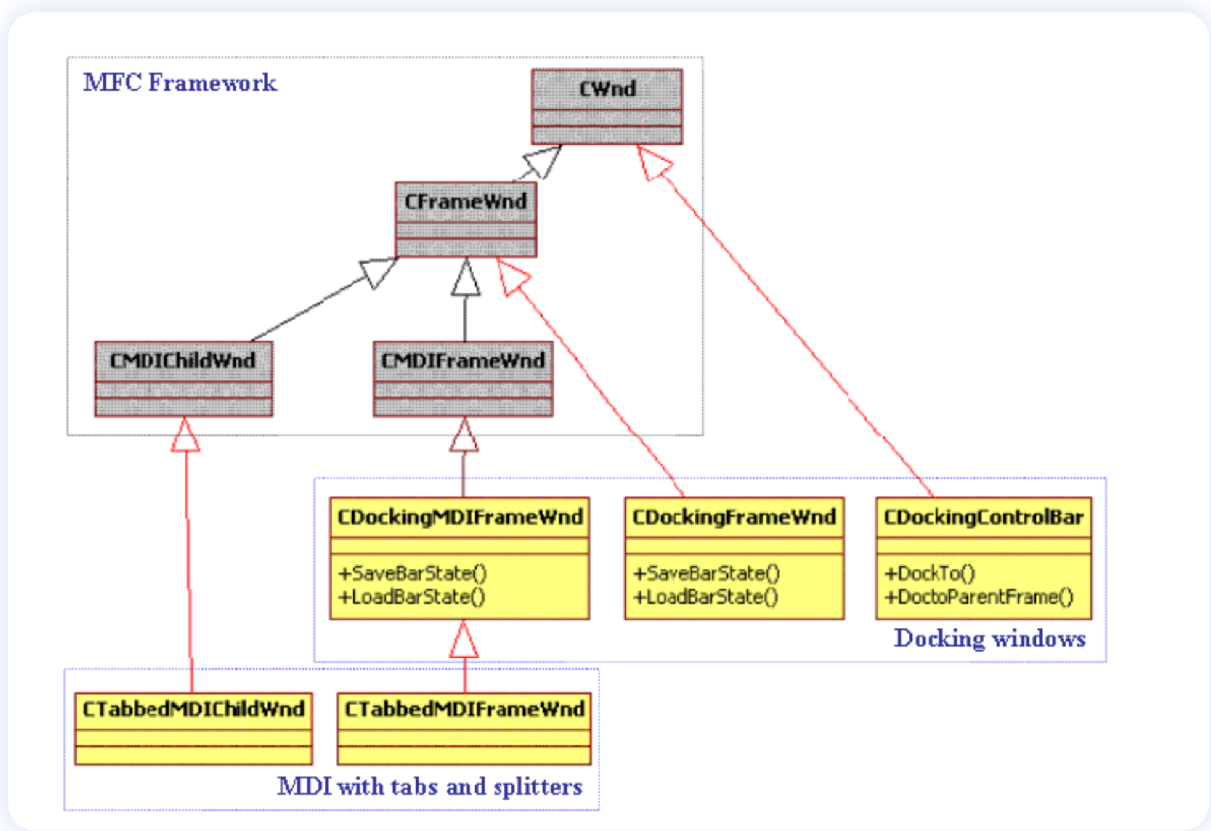 MFC Framework
CWnd
CFrameWnd
CMDIChildWnd
CMDIFrameWnd
CDockingMDIFrameWnd
+SaveBarState()
+LoadBarState()
CDockingFrameWnd
+SaveBarState()
+LoadBarState()
CDockingControlBar
+DockTo()
+DoctoParentFrame()
Docking windows
CTabbedMDIChildWnd
CTabbedMDIFrameWnd
MDI with tabs and splitters